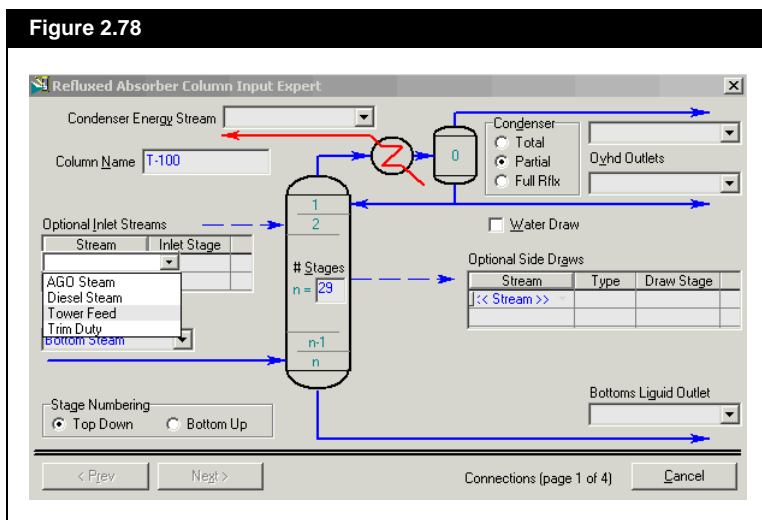 Figure 2.78
Refluxed Absorber Column Input Expert
Condenser Energy Stream
Column Name T-100
0
Condenser
Total
Partial
Full Rflx
Ovhd Outlets
1
2
Water Draw
Optional Inlet Streams
Stream Inlet Stage
AGO Steam
Diesel Steam
Tower Feed
Trim Duty
Bottom Steam
# Stages
n = 29
n-1
n
Optional Side Draws
Stream Type Draw Stage
<< Stream >>
Stage Numbering
Top Down Bottom Up
Bottoms Liquid Outlet
< Prev Next > Connections (page 1 of 4) Cancel